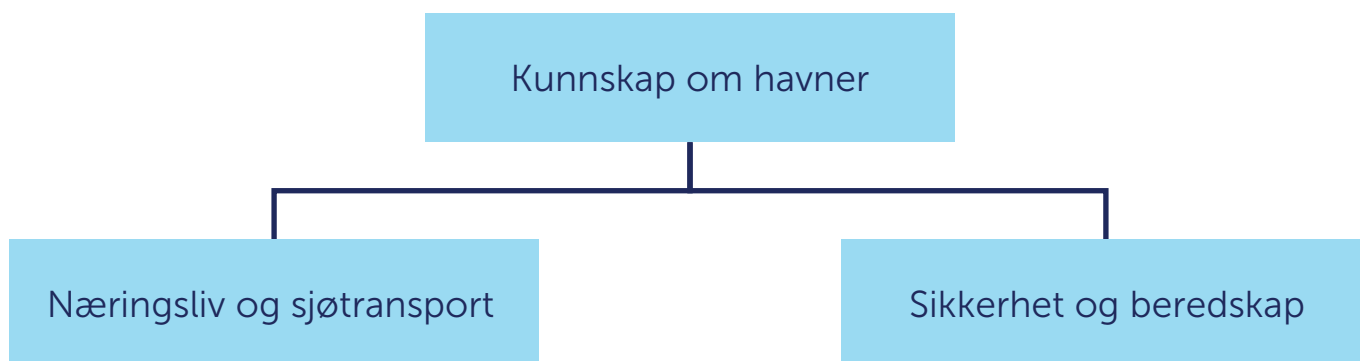 Kunnskap om havner
Næringsliv og sjøtransport
Sikkerhet og beredskap